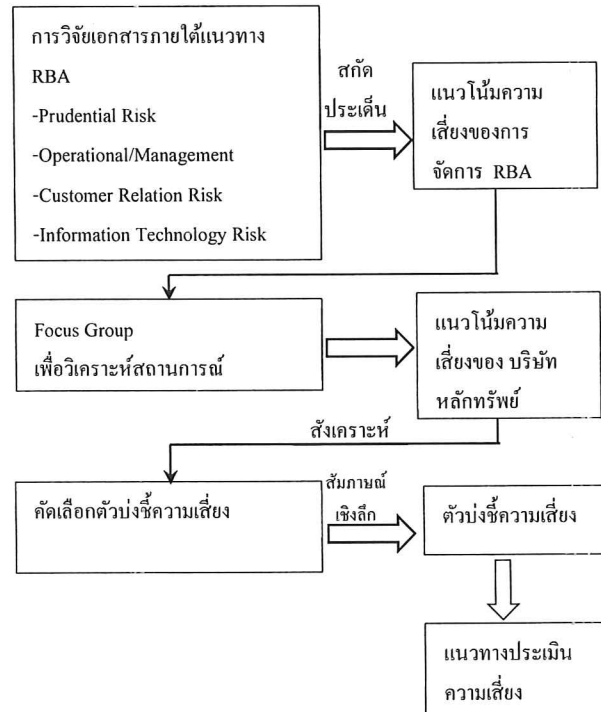 การวิจัยเอกสารภายใต้แนวทาง
RBA
-Prudential Risk
-Operational/Management
-Customer Relation Risk
-Information Technology Risk
สกัด
ประเด็น
แนวโน้มความ
เสี่ยงของการ
จัดการ RBA
Focus Group
เพื่อวิเคราะห์สถานการณ์
แนวโน้มความ
เสี่ยงของ บริษัท
หลักทรัพย์
สังเคราะห์
คัดเลือกตัวบ่งชี้ความเสี่ยง
สัมภาษณ์
เชิงลึก
ตัวบ่งชี้ความเสี่ยง
แนวทางประเมิน
ความเสี่ยง